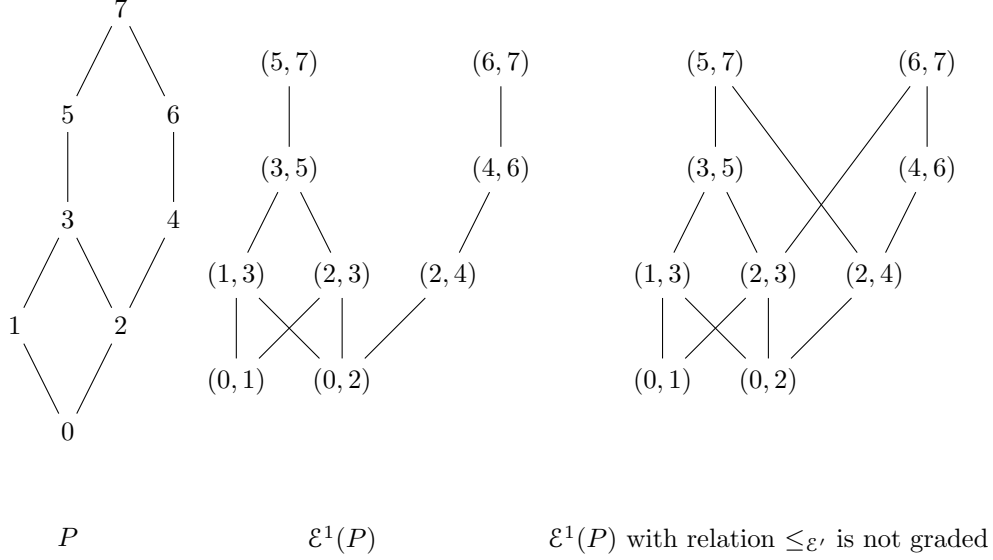 7
(5, 7) (6, 7) (5, 7) (6, 7)
5 6
(3, 5) (4, 6) (3, 5) (4, 6)
3 4
(1, 3) (2, 3) (2, 4) (1, 3) (2, 3) (2, 4)
1 2
(0, 1) (0, 2) (0, 1) (0, 2)
0
P ℰ¹(P) ℰ¹(P) with relation ≤_ℰ′ is not graded